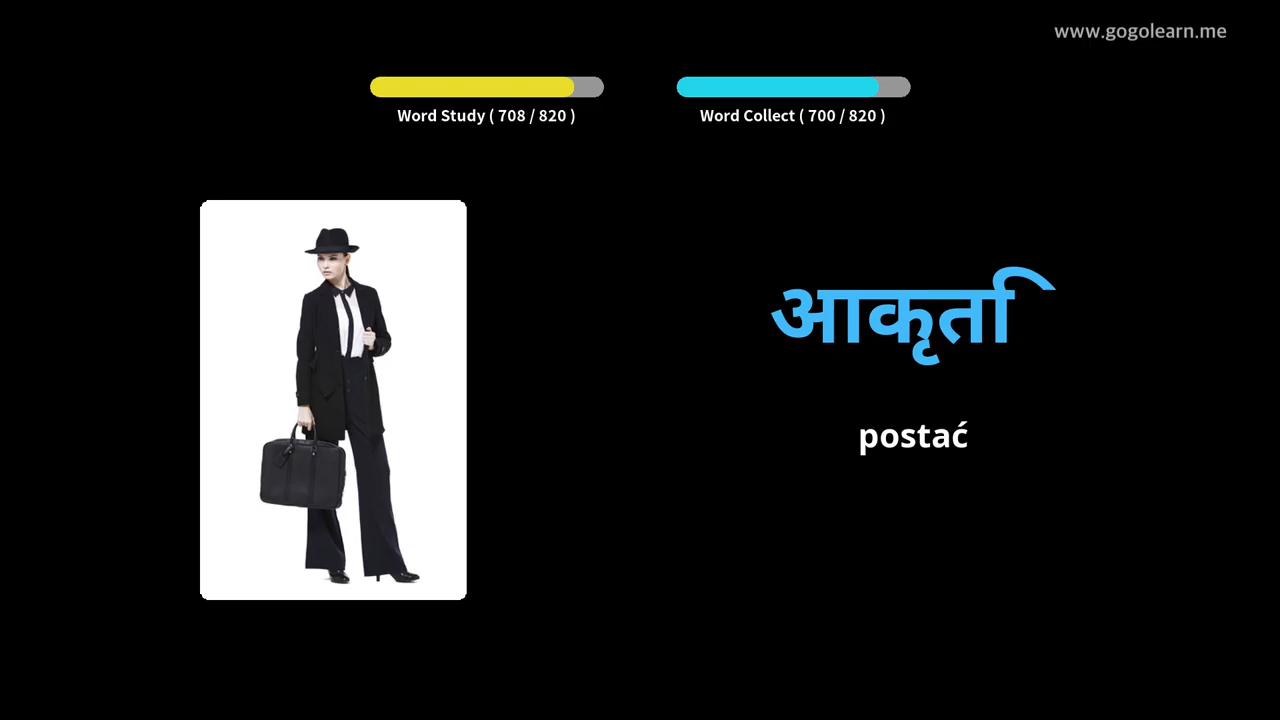 www.gogolearn.me
Word Study ( 708 / 820 )
Word Collect ( 700 / 820 )
आकृति
postać